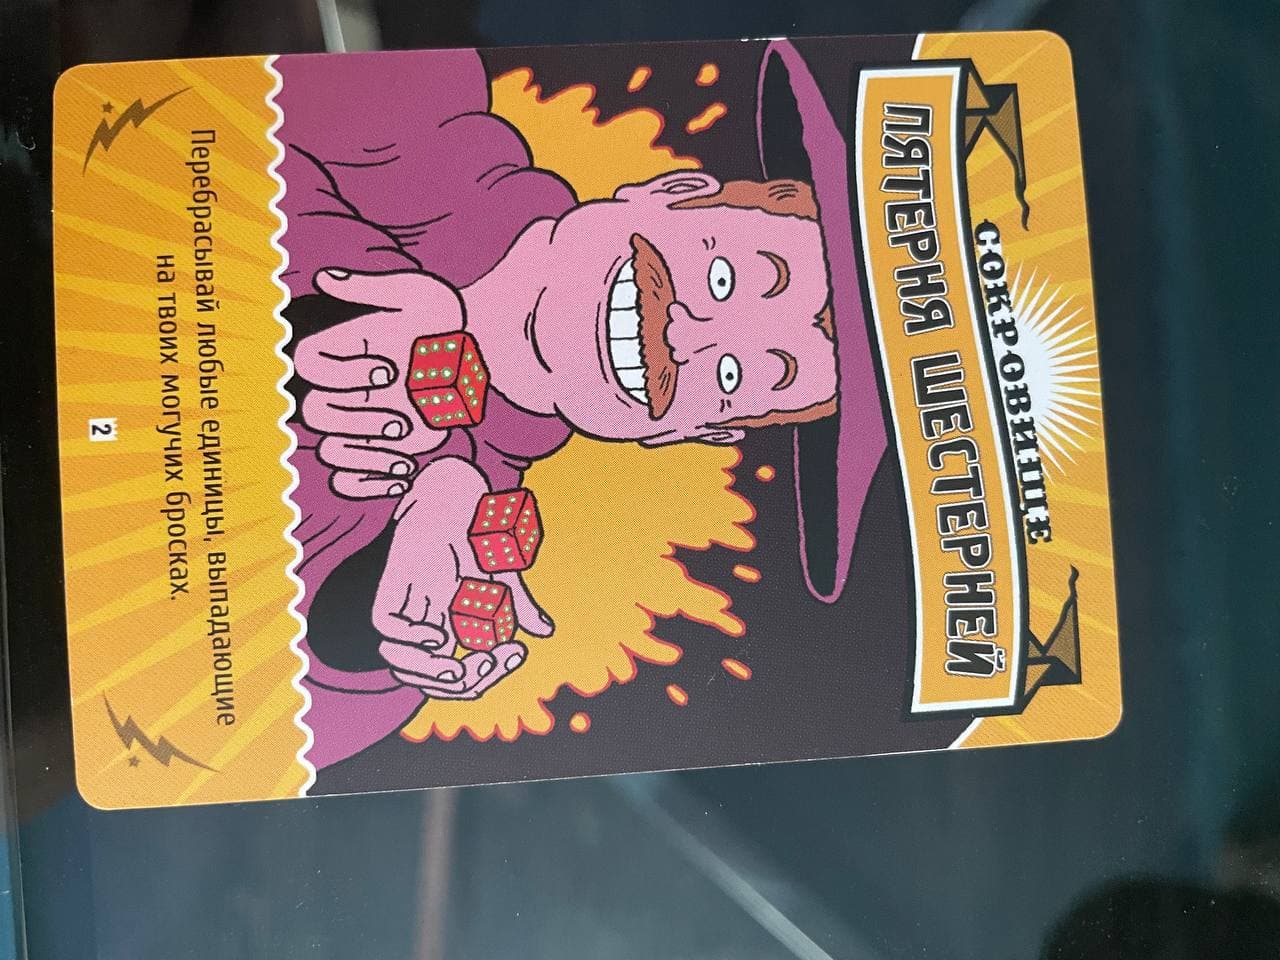 СОКРОВИЩЕ
ПЯТЕРНЯ ШЕСТЕРНЕЙ
Перебрасывай любые единицы, выпадающие
на твоих могучих бросках.
2